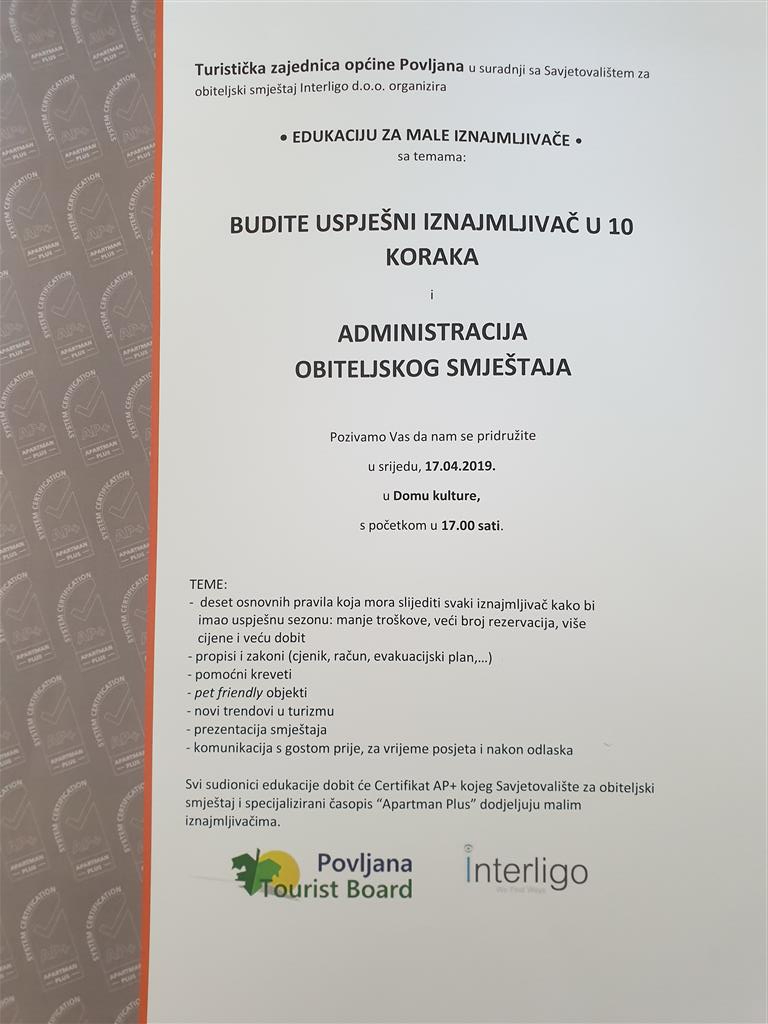 Turistička zajednica općine Povljana u suradnji sa Savjetovalištem za
obiteljski smještaj Interligo d.o.o. organizira
• EDUKACIJU ZA MALE IZNAJMLJIVAČE •
sa temama:
BUDITE USPJEŠNI IZNAJMLJIVAČ U 10
KORAKA
i
ADMINISTRACIJA
OBITELJSKOG SMJEŠTAJA
Pozivamo Vas da nam se pridružite
u srijedu, 17.04.2019.
u Domu kulture,
s početkom u 17.00 sati.
TEME:
- deset osnovnih pravila koja mora slijediti svaki iznajmljivač kako bi
imao uspješnu sezonu: manje troškove, veći broj rezervacija, više
cijene i veću dobit
- propisi i zakoni (cjenik, račun, evakuacijski plan,...)
- pomoćni kreveti
- pet friendly objekti
- novi trendovi u turizmu
- prezentacija smještaja
- komunikacija s gostom prije, za vrijeme posjeta i nakon odlaska
Svi sudionici edukacije dobit će Certifikat AP+ kojeg Savjetovalište za obiteljski
smještaj i specijalizirani časopis “Apartman Plus” dodjeljuju malim
iznajmljivačima.
Povljana
Tourist Board
interligo
We Find Ways
SYSTEM CERTIFICATION
AP+
APARTMAN
PLUS